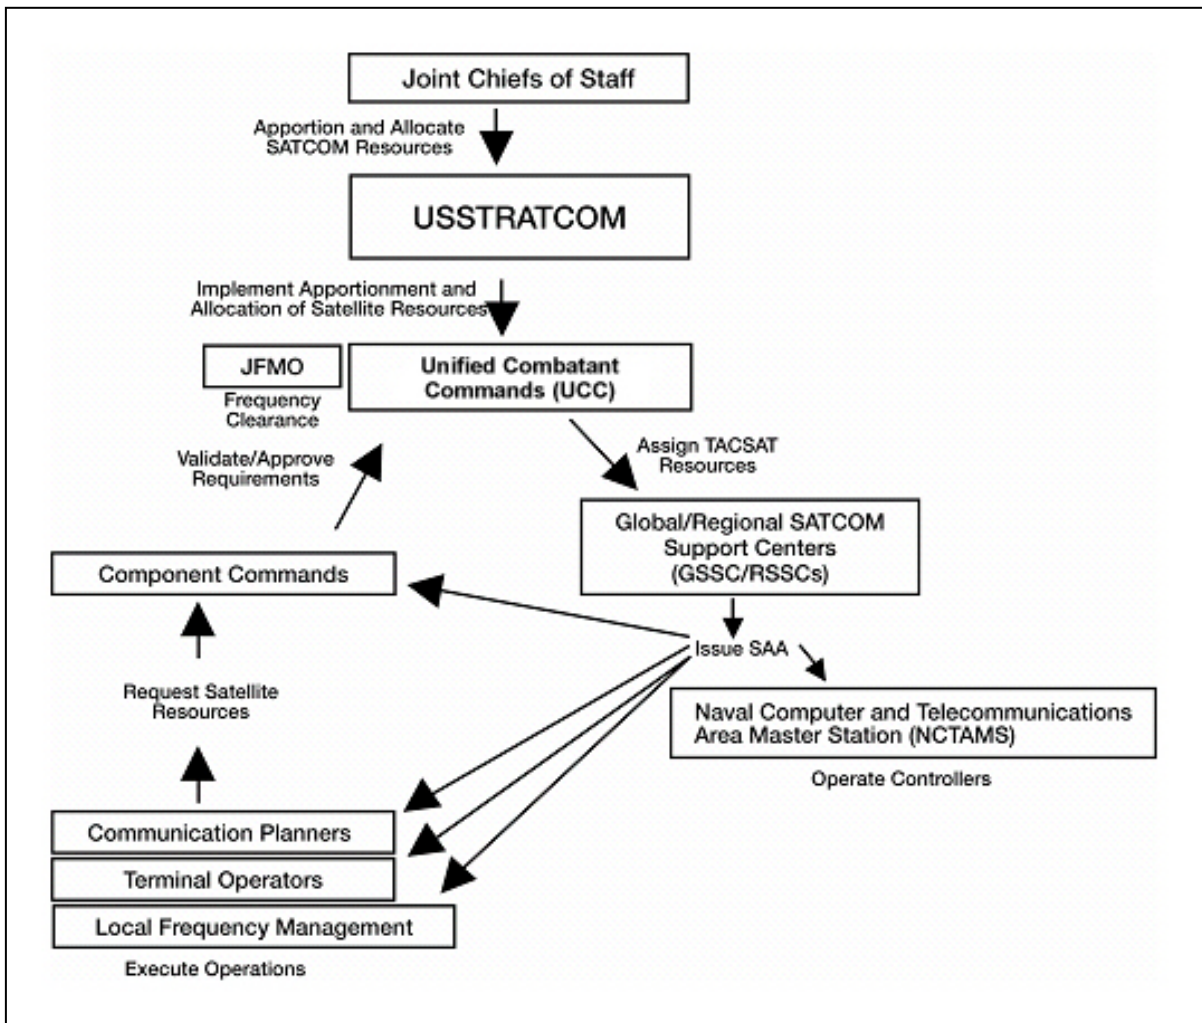 Joint Chiefs of Staff
Apportion and Allocate
SATCOM Resources
USSTRATCOM
Implement Apportionment and
Allocation of Satellite Resources
JFMO
Frequency
Clearance
Unified Combatant
Commands (UCC)
Validate/Approve
Requirements
Assign TACSAT
Resources
Global/Regional SATCOM
Support Centers
(GSSC/RSSCs)
Component Commands
Issue SAA
Request Satellite
Resources
Naval Computer and Telecommunications
Area Master Station (NCTAMS)
Operate Controllers
Communication Planners
Terminal Operators
Local Frequency Management
Execute Operations